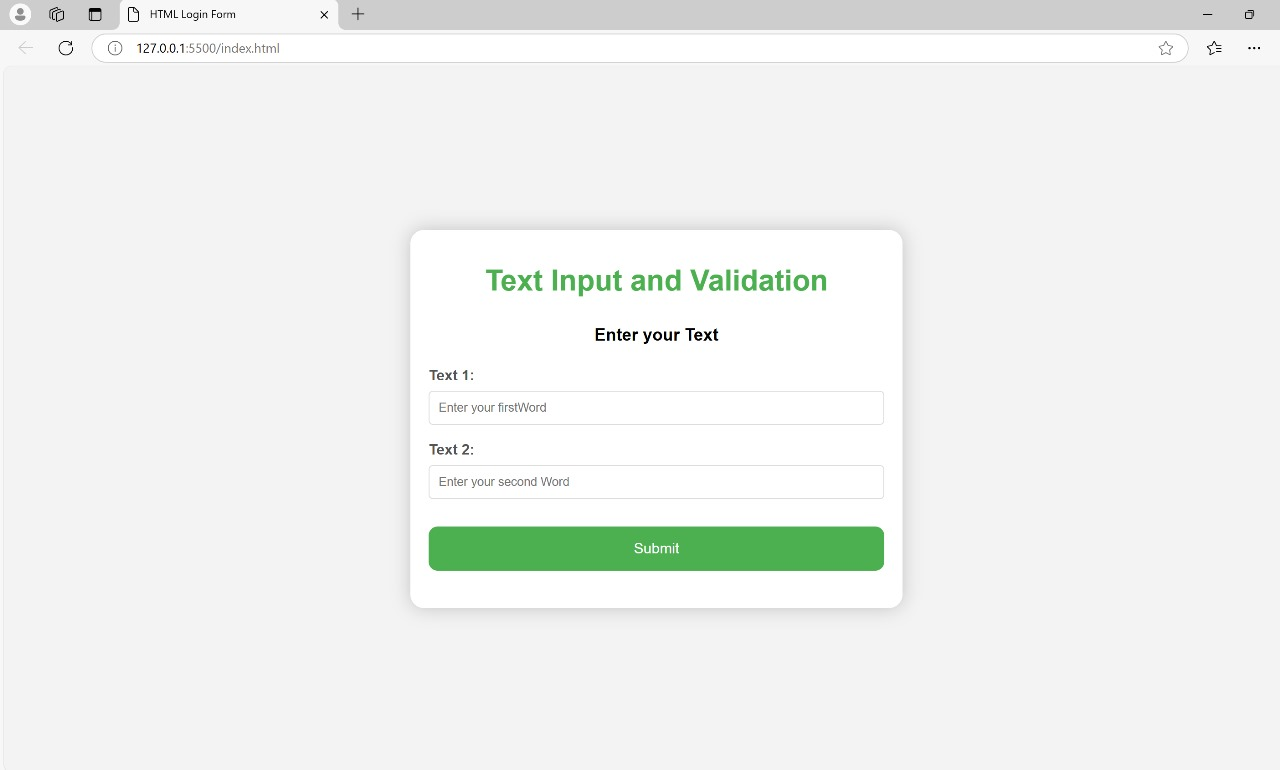 HTML Login Form
127.0.0.1:5500/index.html
Text Input and Validation
Enter your Text
Text 1:
Enter your firstWord
Text 2:
Enter your second Word
Submit